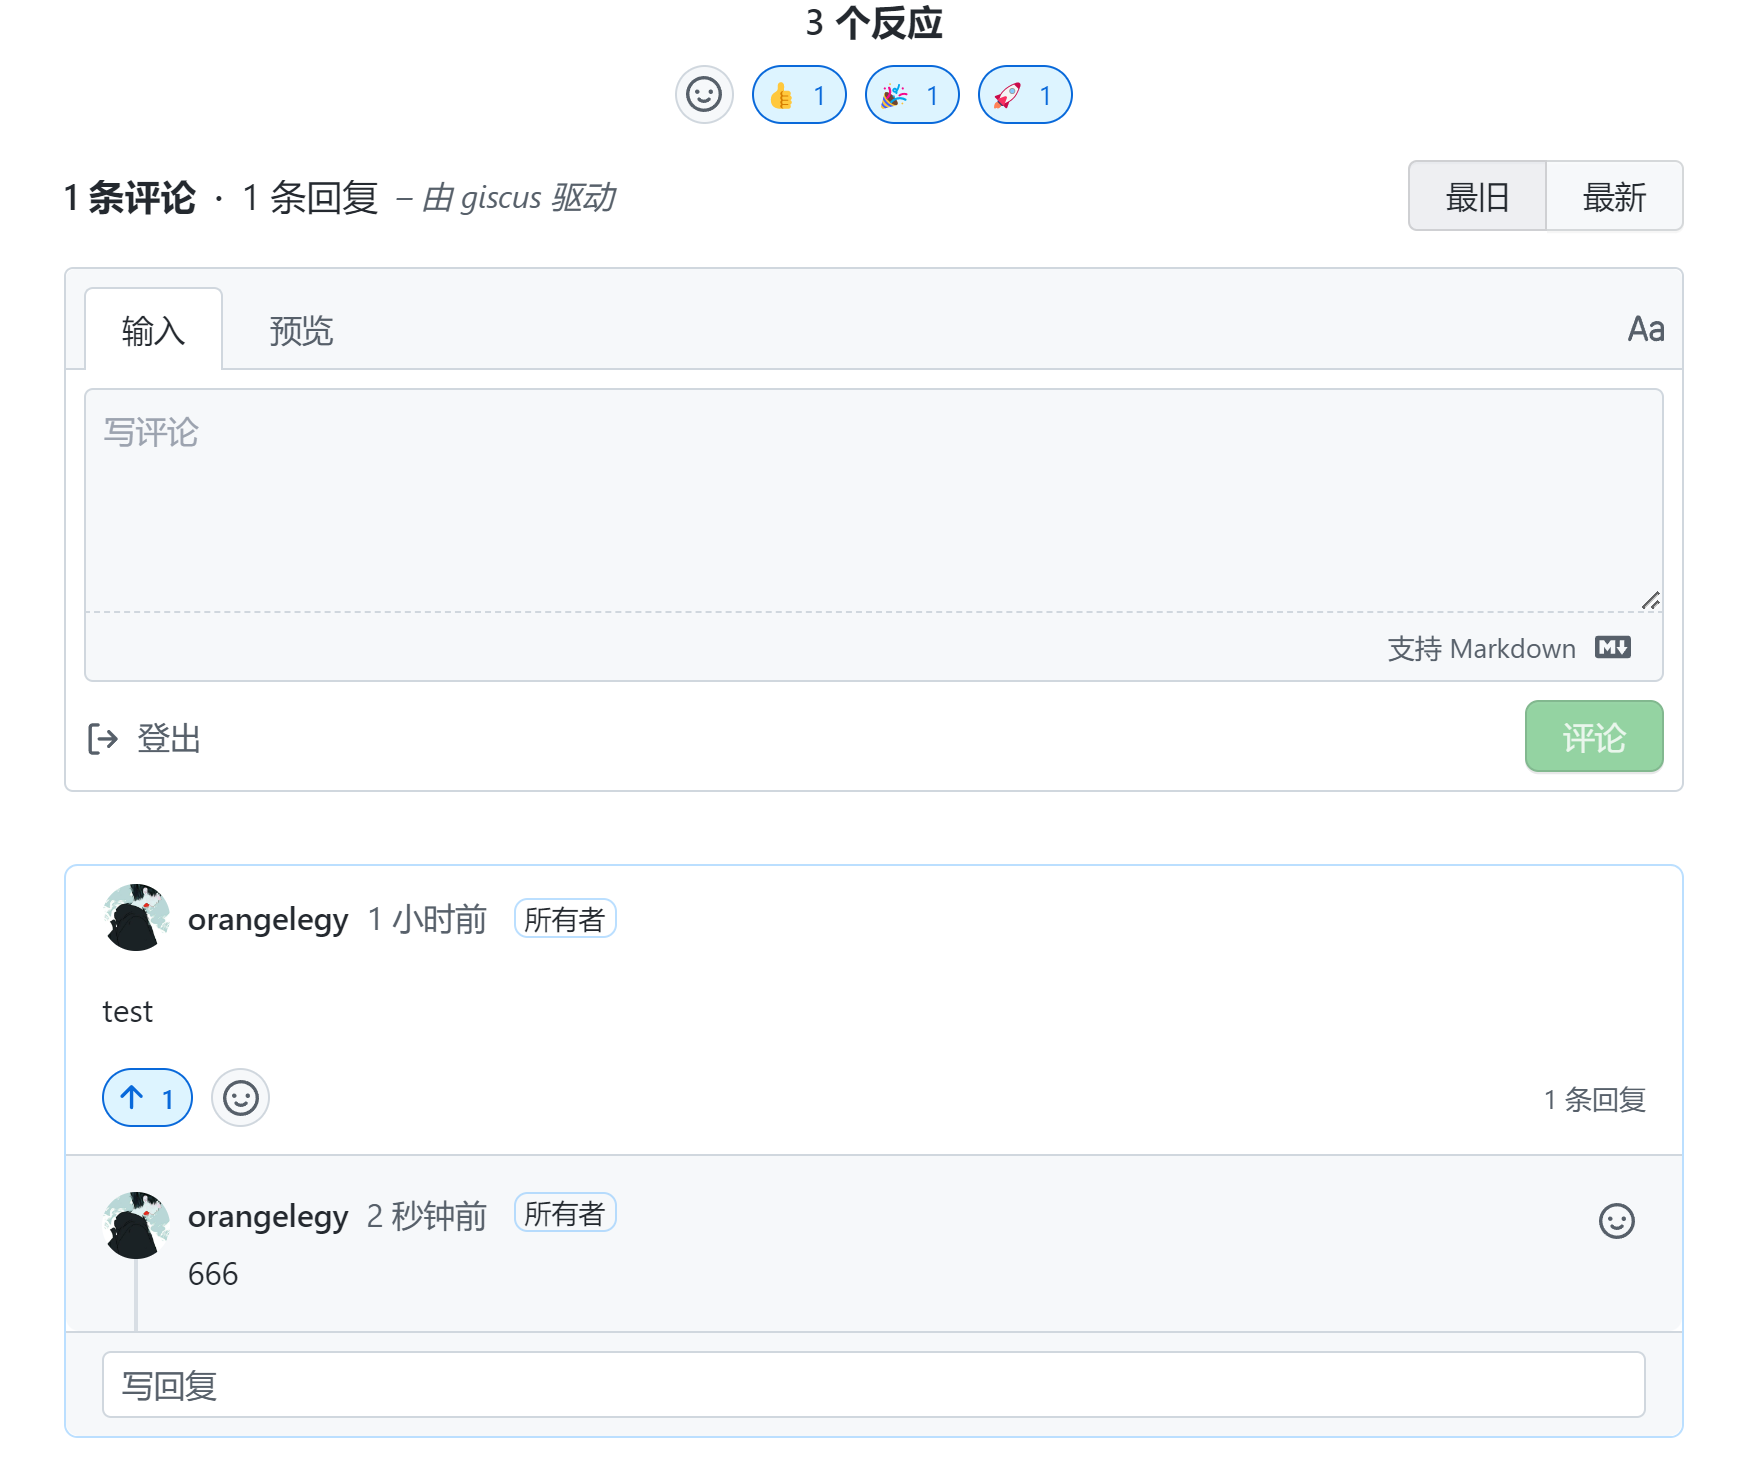 3 个反应
1 1 1
1 条评论 · 1 条回复 – 由 giscus 驱动
最旧 最新
输入 预览 Aa
写评论
支持 Markdown M
登出 评论
orangelegy 1 小时前 所有者
test
1 1 条回复
orangelegy 2 秒钟前 所有者
666
写回复